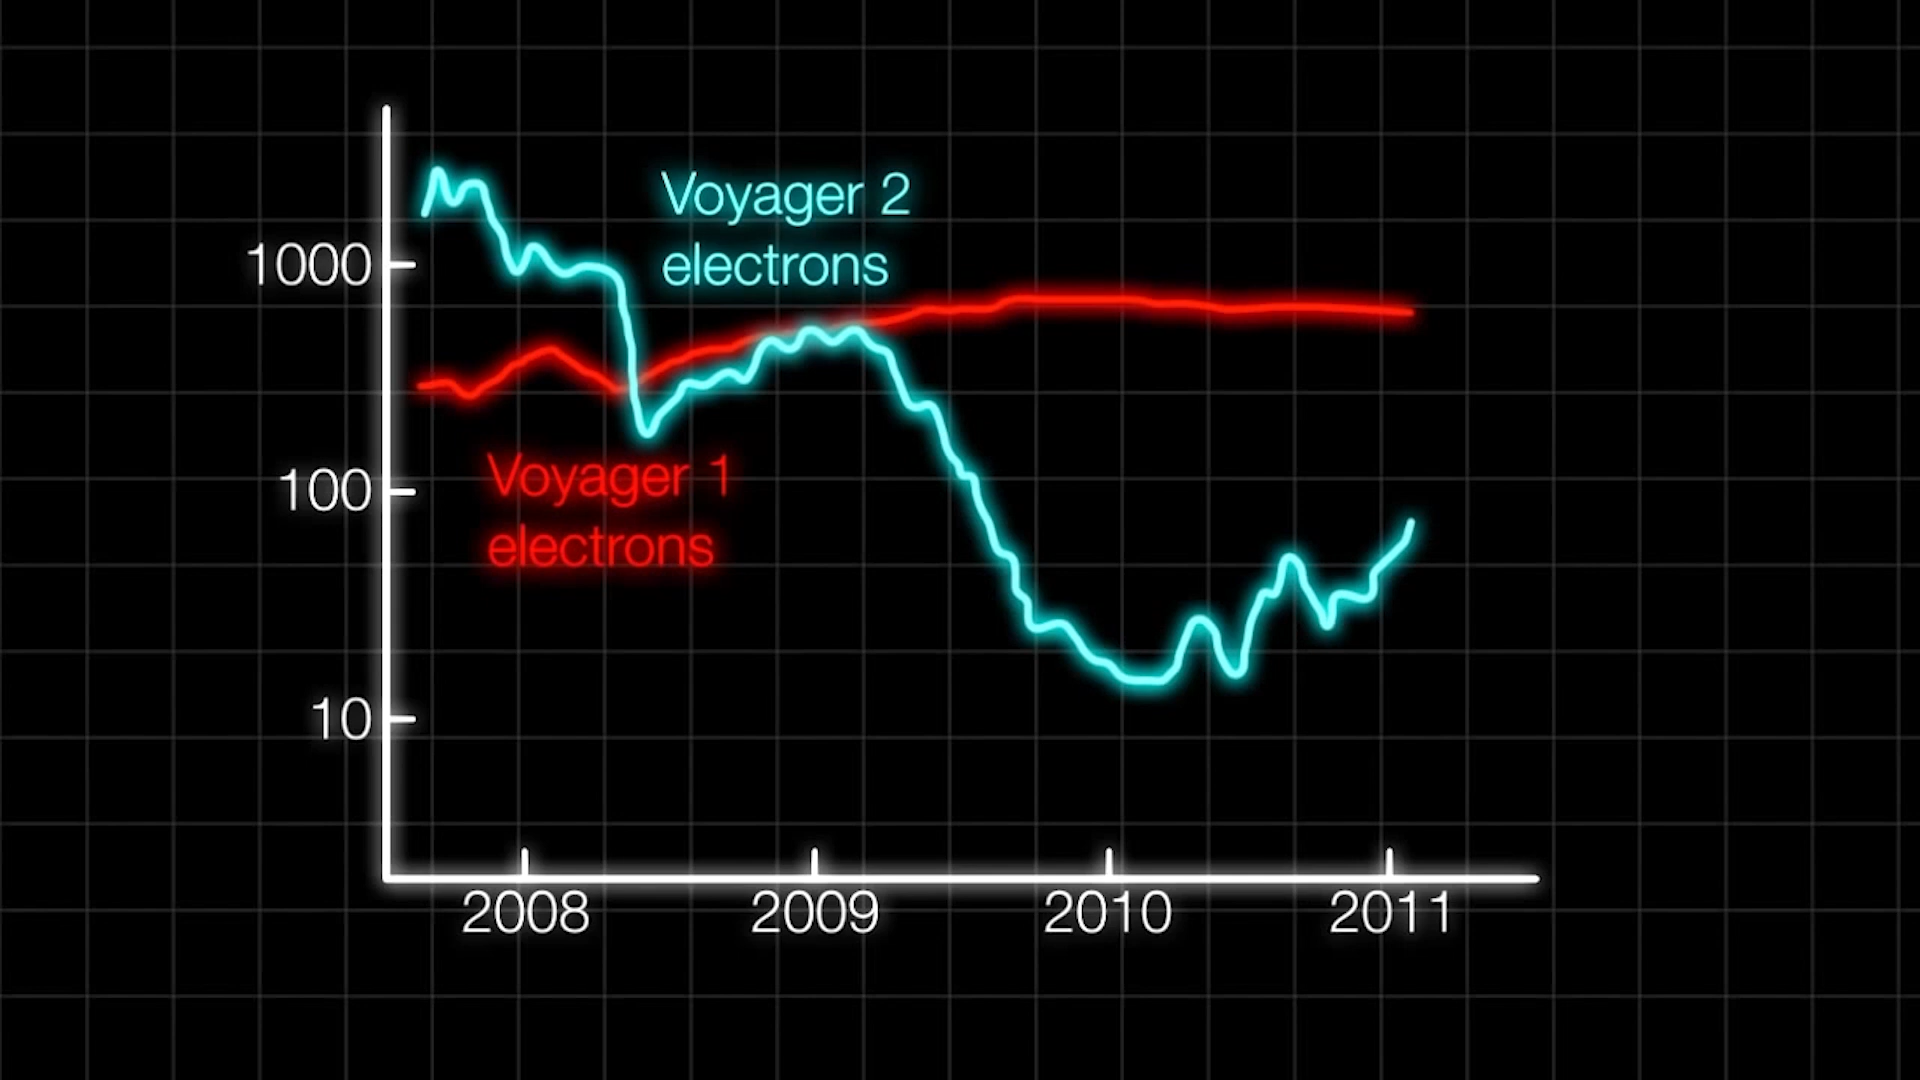 Voyager 2
electrons
1000
Voyager 1
electrons
100
10
2008 2009 2010 2011